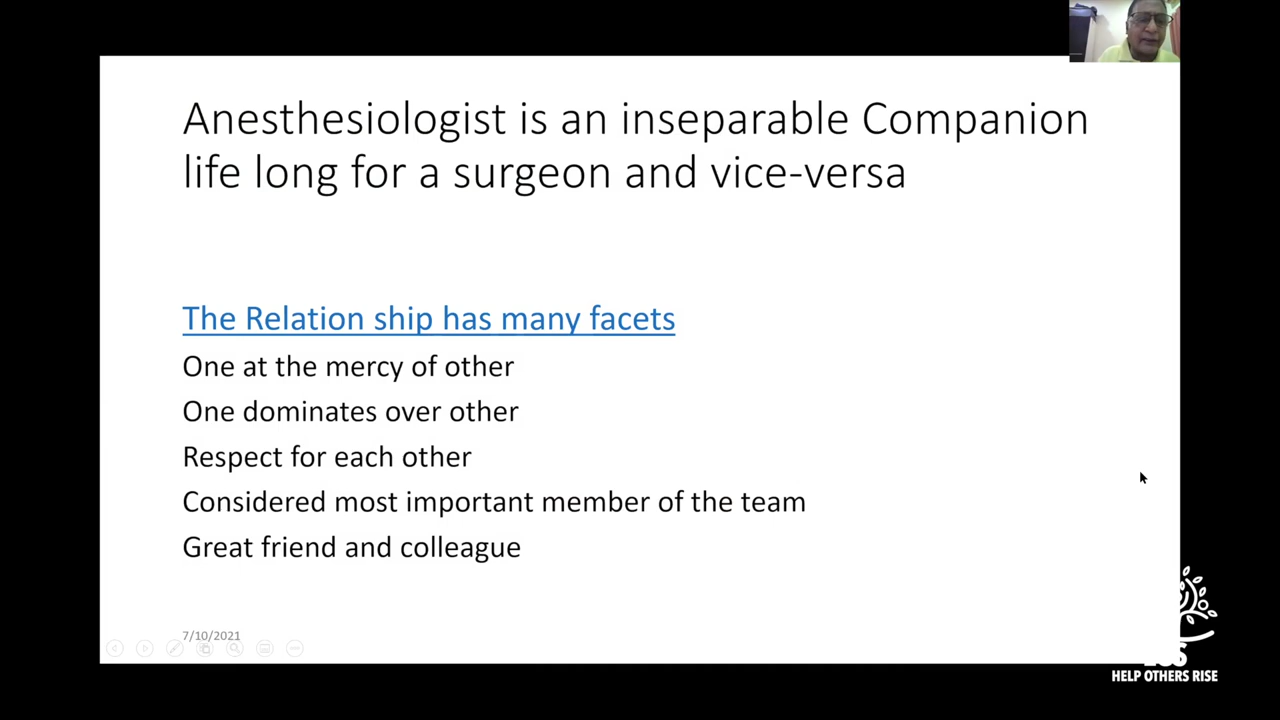 Anesthesiologist is an inseparable Companion
life long for a surgeon and vice-versa
The Relation ship has many facets
One at the mercy of other
One dominates over other
Respect for each other
Considered most important member of the team
Great friend and colleague
7/10/2021
HELP OTHERS RISE